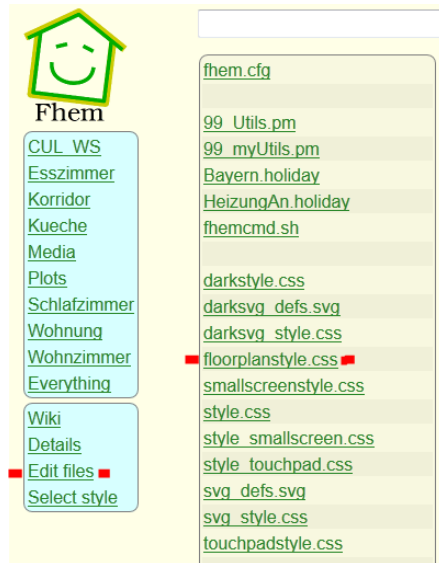 Fhem
CUL_WS
Esszimmer
Korridor
Kueche
Media
Plots
Schlafzimmer
Wohnung
Wohnzimmer
Everything
Wiki
Details
Edit files
Select style
fhem.cfg
99_Utils.pm
99_myUtils.pm
Bayern.holiday
HeizungAn.holiday
fhemcmd.sh
darkstyle.css
darksvg_defs.svg
darksvg_style.css
floorplanstyle.css
smallscreenstyle.css
style.css
style_smallscreen.css
style_touchpad.css
svg_defs.svg
svg_style.css
touchpadstyle.css